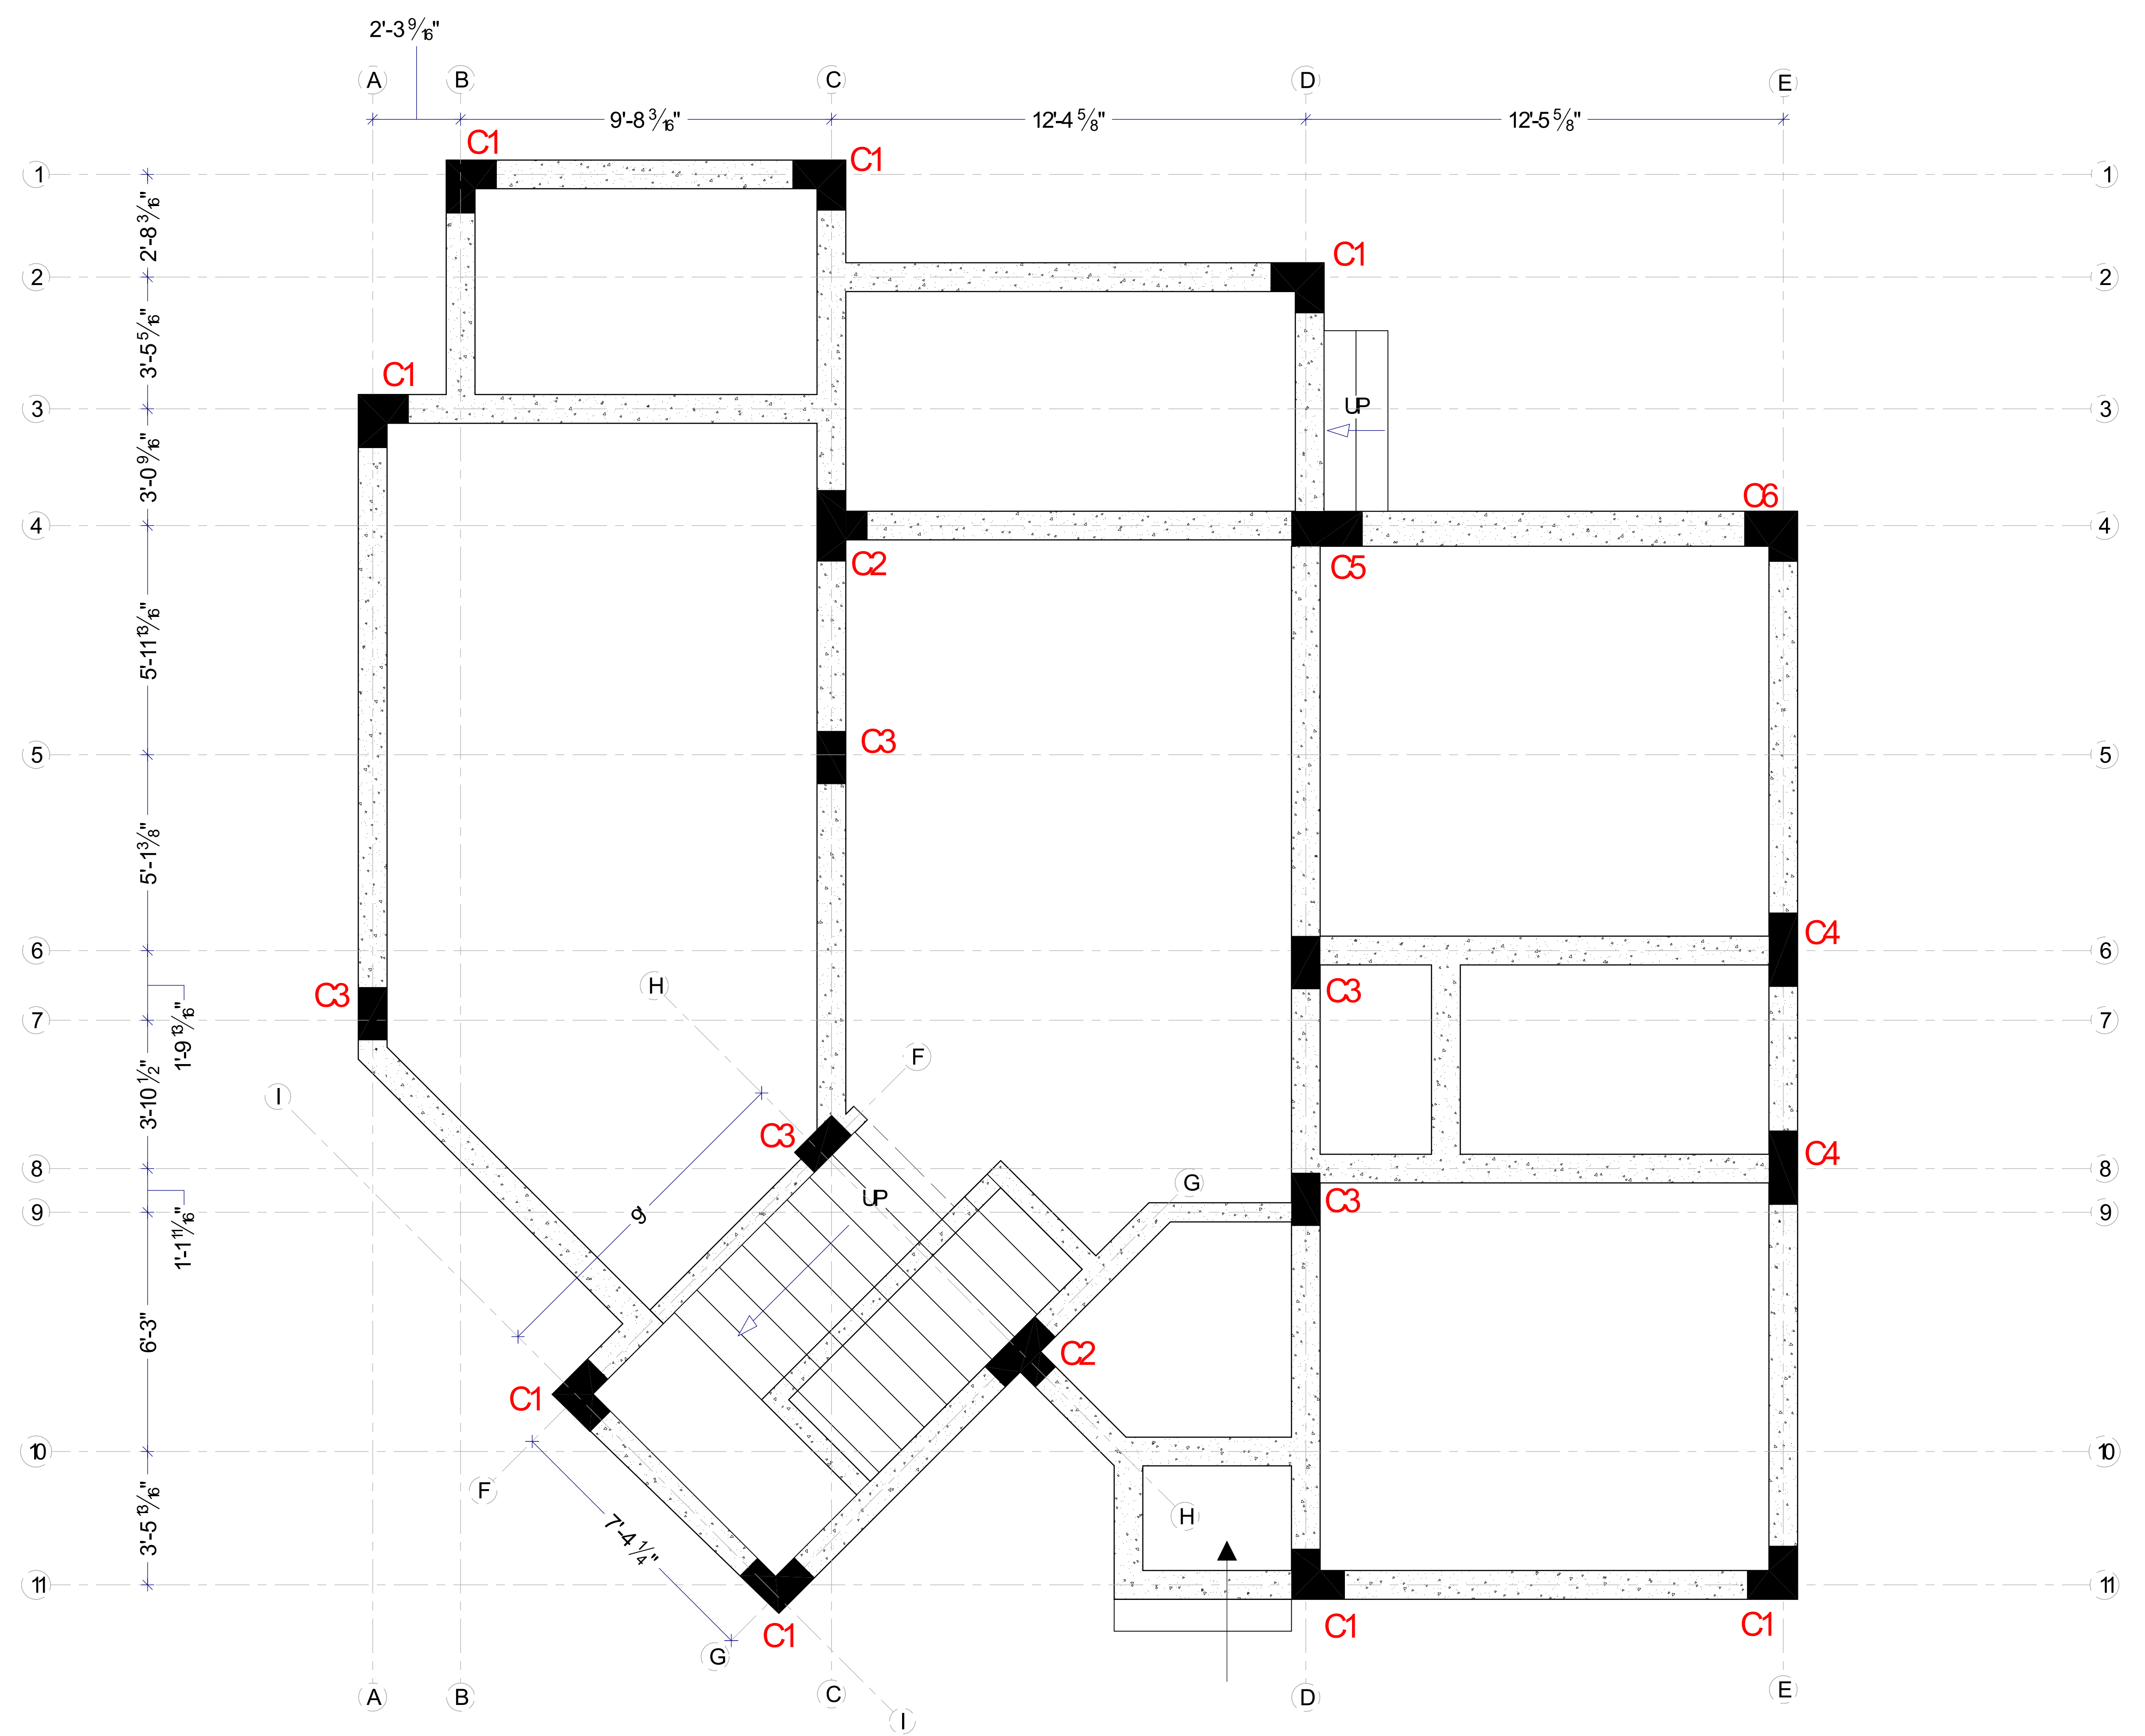 2'-3 9/16"
A B C D E
9'-8 3/16" 12'-4 5/8" 12'-5 5/8"
C1 C1
1 1
2'-8 3/16"
C1
2 2
3'-5 5/16"
C1 UP
3 3
3'-0 9/16"
C6
4 4
C2 C5
5'-11 13/16"
C3
5 5
5'-1 3/8"
C4
6 6
H
C3 C3
1'-9 13/16"
7 7
F
I
3'-10 1/2"
C3 C4
8 8
G
UP C3
9 9
9'
1'-1 11/16"
6'-3"
C2
C1
10 10
F
H
3'-5 13/16"
7'-4 1/4"
11 11
C1 C1 C1
G
A B C D E
I